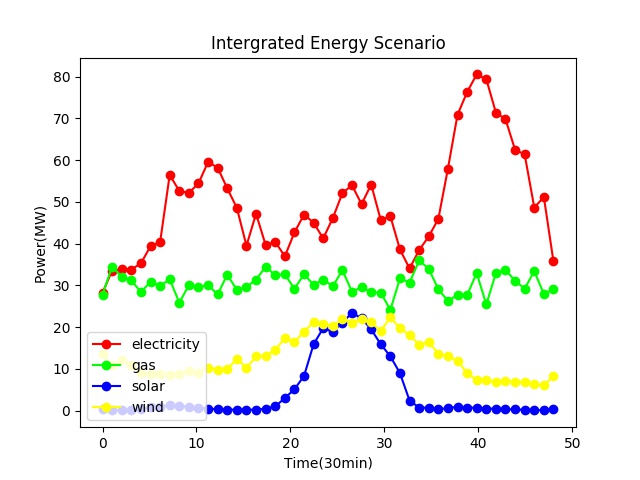 Intergrated Energy Scenario
Power(MW)
80
70
60
50
40
30
20
10
0
electricity
gas
solar
wind
0 10 20 30 40 50
Time(30min)